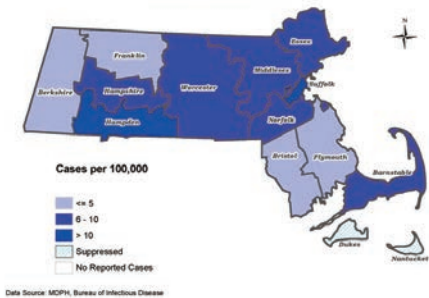 N
Essex
Franklin
Middlesex
Suffolk
Worcester
Hampshire
Berkshire
Hampden
Norfolk
Bristol
Plymouth
Barnstable
Dukes
Nantucket
Cases per 100,000
<= 5
6 - 10
> 10
Suppressed
No Reported Cases
Data Source: MDPH, Bureau of Infectious Disease